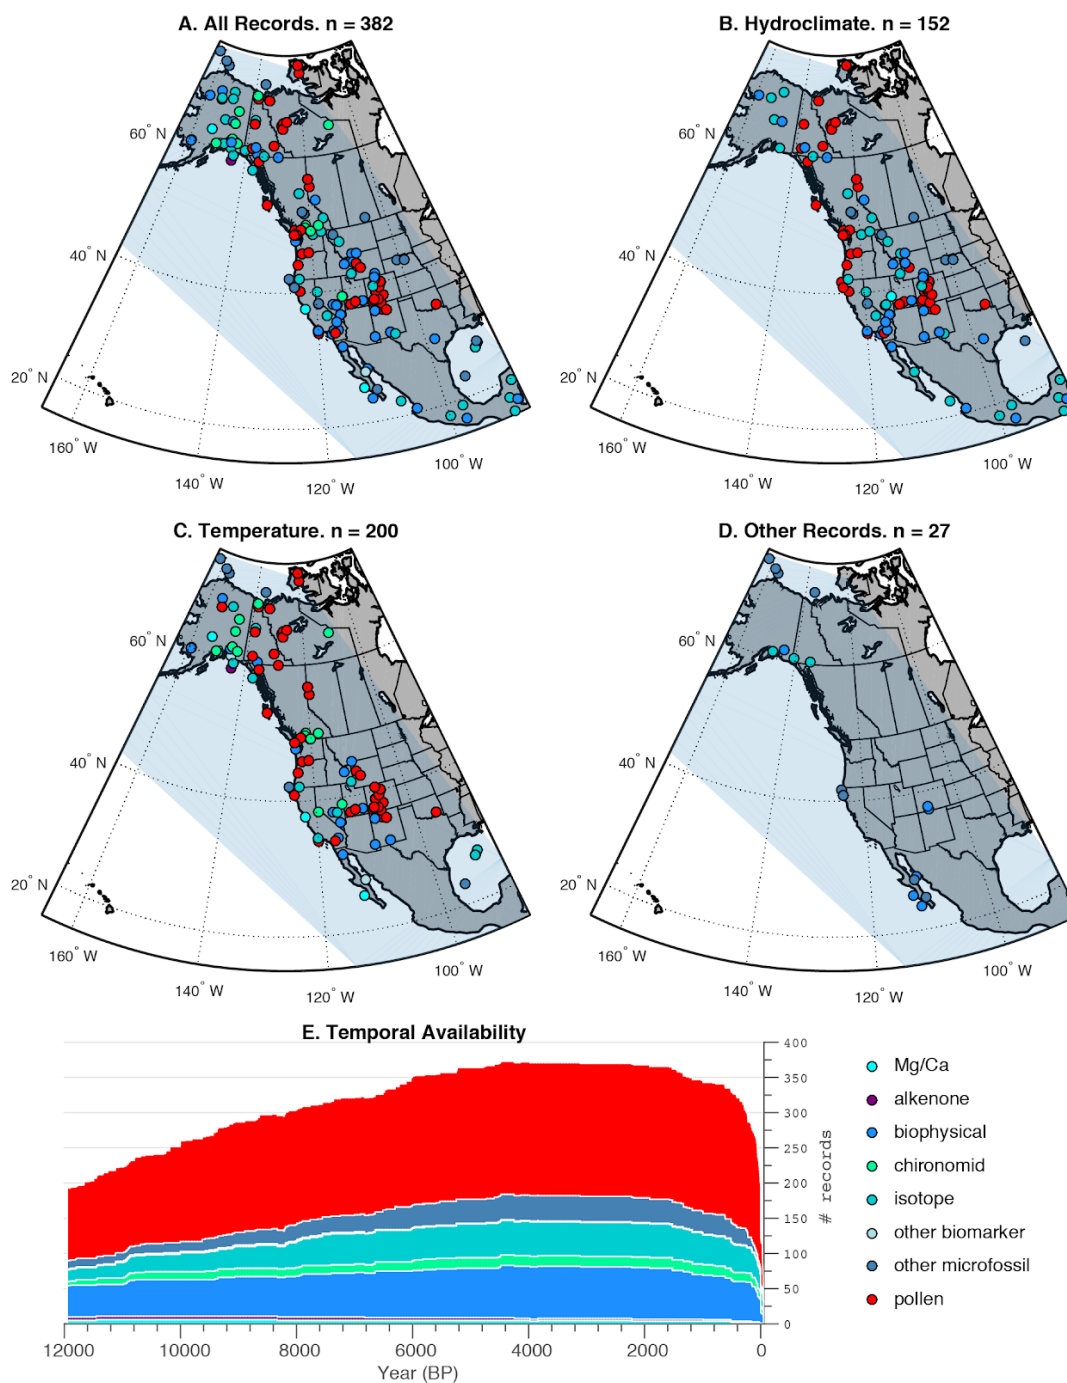 A. All Records. n = 382
B. Hydroclimate. n = 152
60° N
40° N
20° N
160° W
140° W
120° W
100° W
60° N
40° N
20° N
160° W
140° W
120° W
100° W
C. Temperature. n = 200
D. Other Records. n = 27
60° N
40° N
20° N
160° W
140° W
120° W
100° W
60° N
40° N
20° N
160° W
140° W
120° W
100° W
E. Temporal Availability
400
350
300
250
200
150
100
50
0
# records
12000
10000
8000
6000
4000
2000
0
Year (BP)
Mg/Ca
alkenone
biophysical
chironomid
isotope
other biomarker
other microfossil
pollen